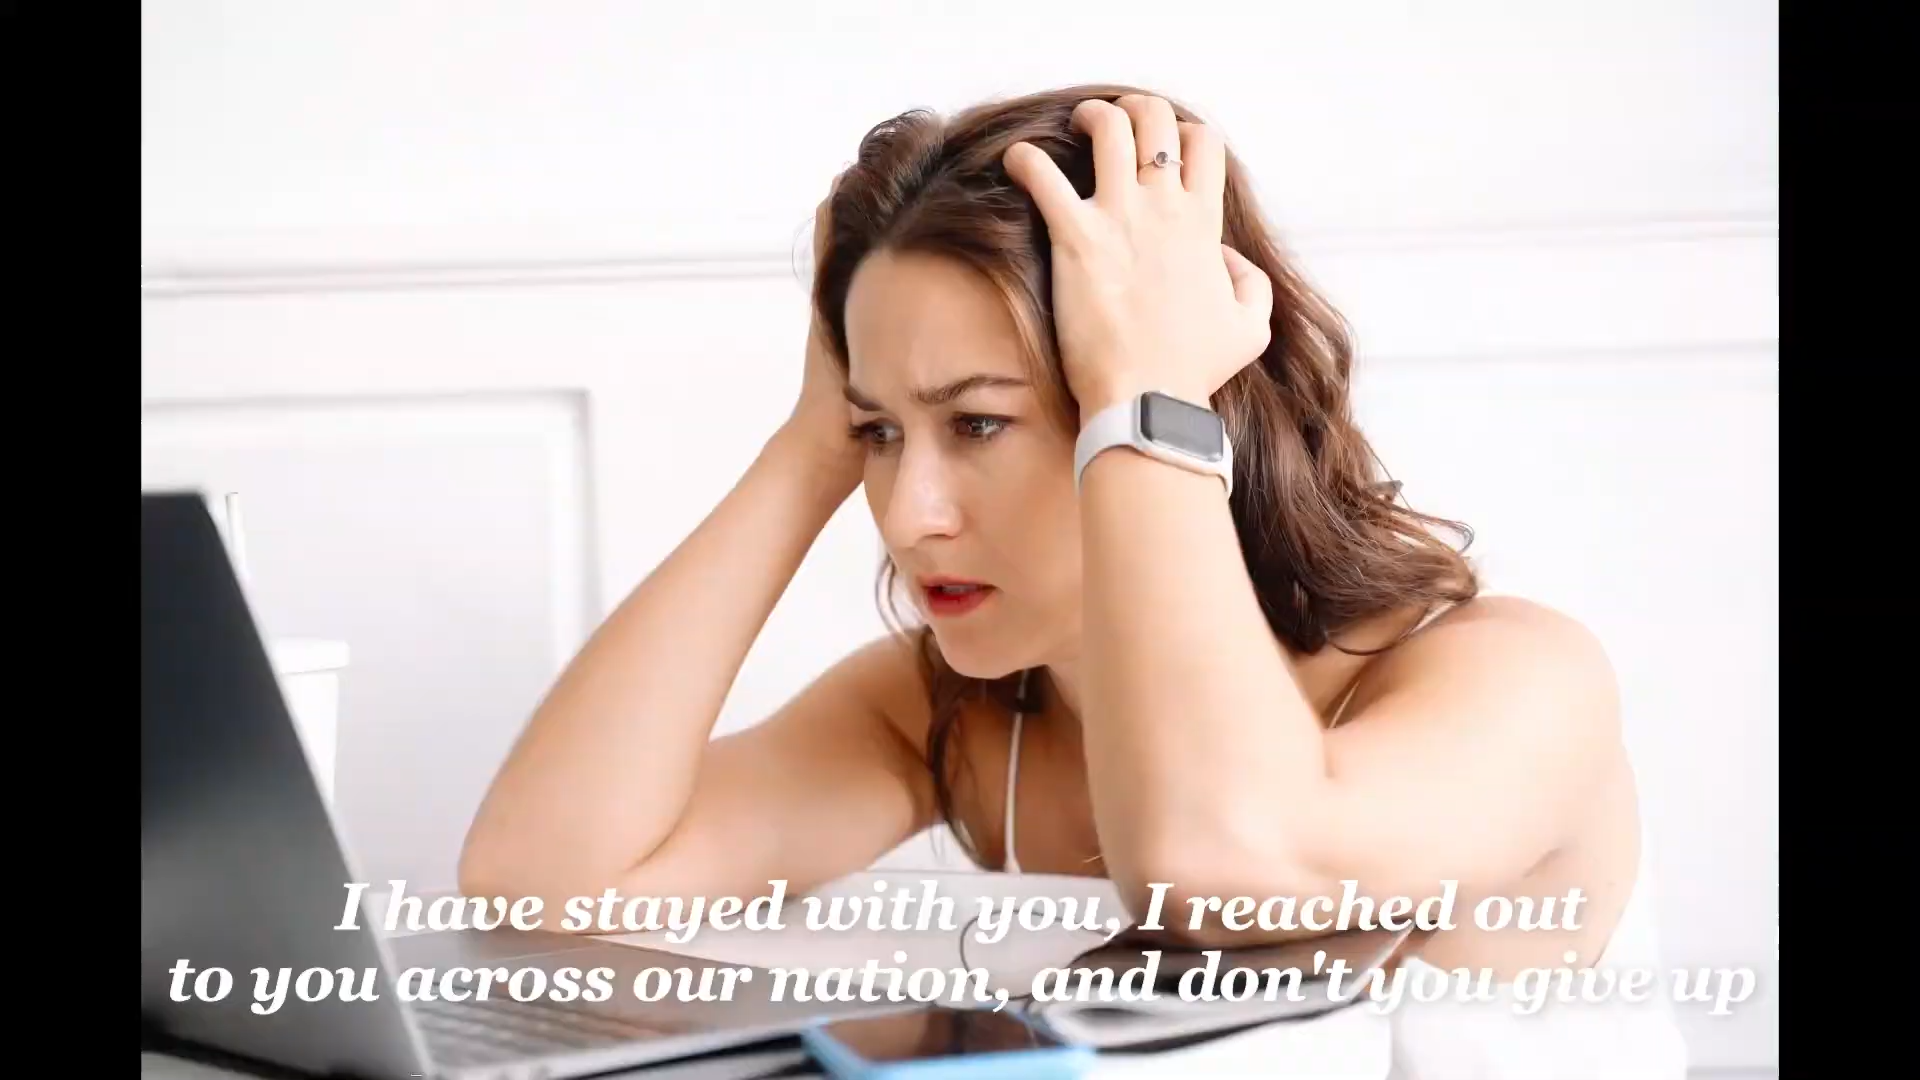 I have stayed with you, I reached out
to you across our nation, and don't you give up